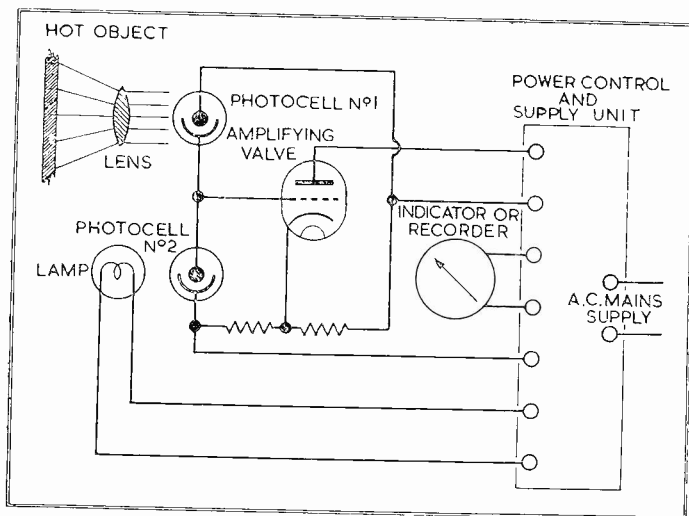 HOT OBJECT
LENS
PHOTOCELL Nº1
AMPLIFYING
VALVE
POWER CONTROL
AND
SUPPLY UNIT
PHOTOCELL
Nº2
LAMP
INDICATOR OR
RECORDER
A.C. MAINS
SUPPLY